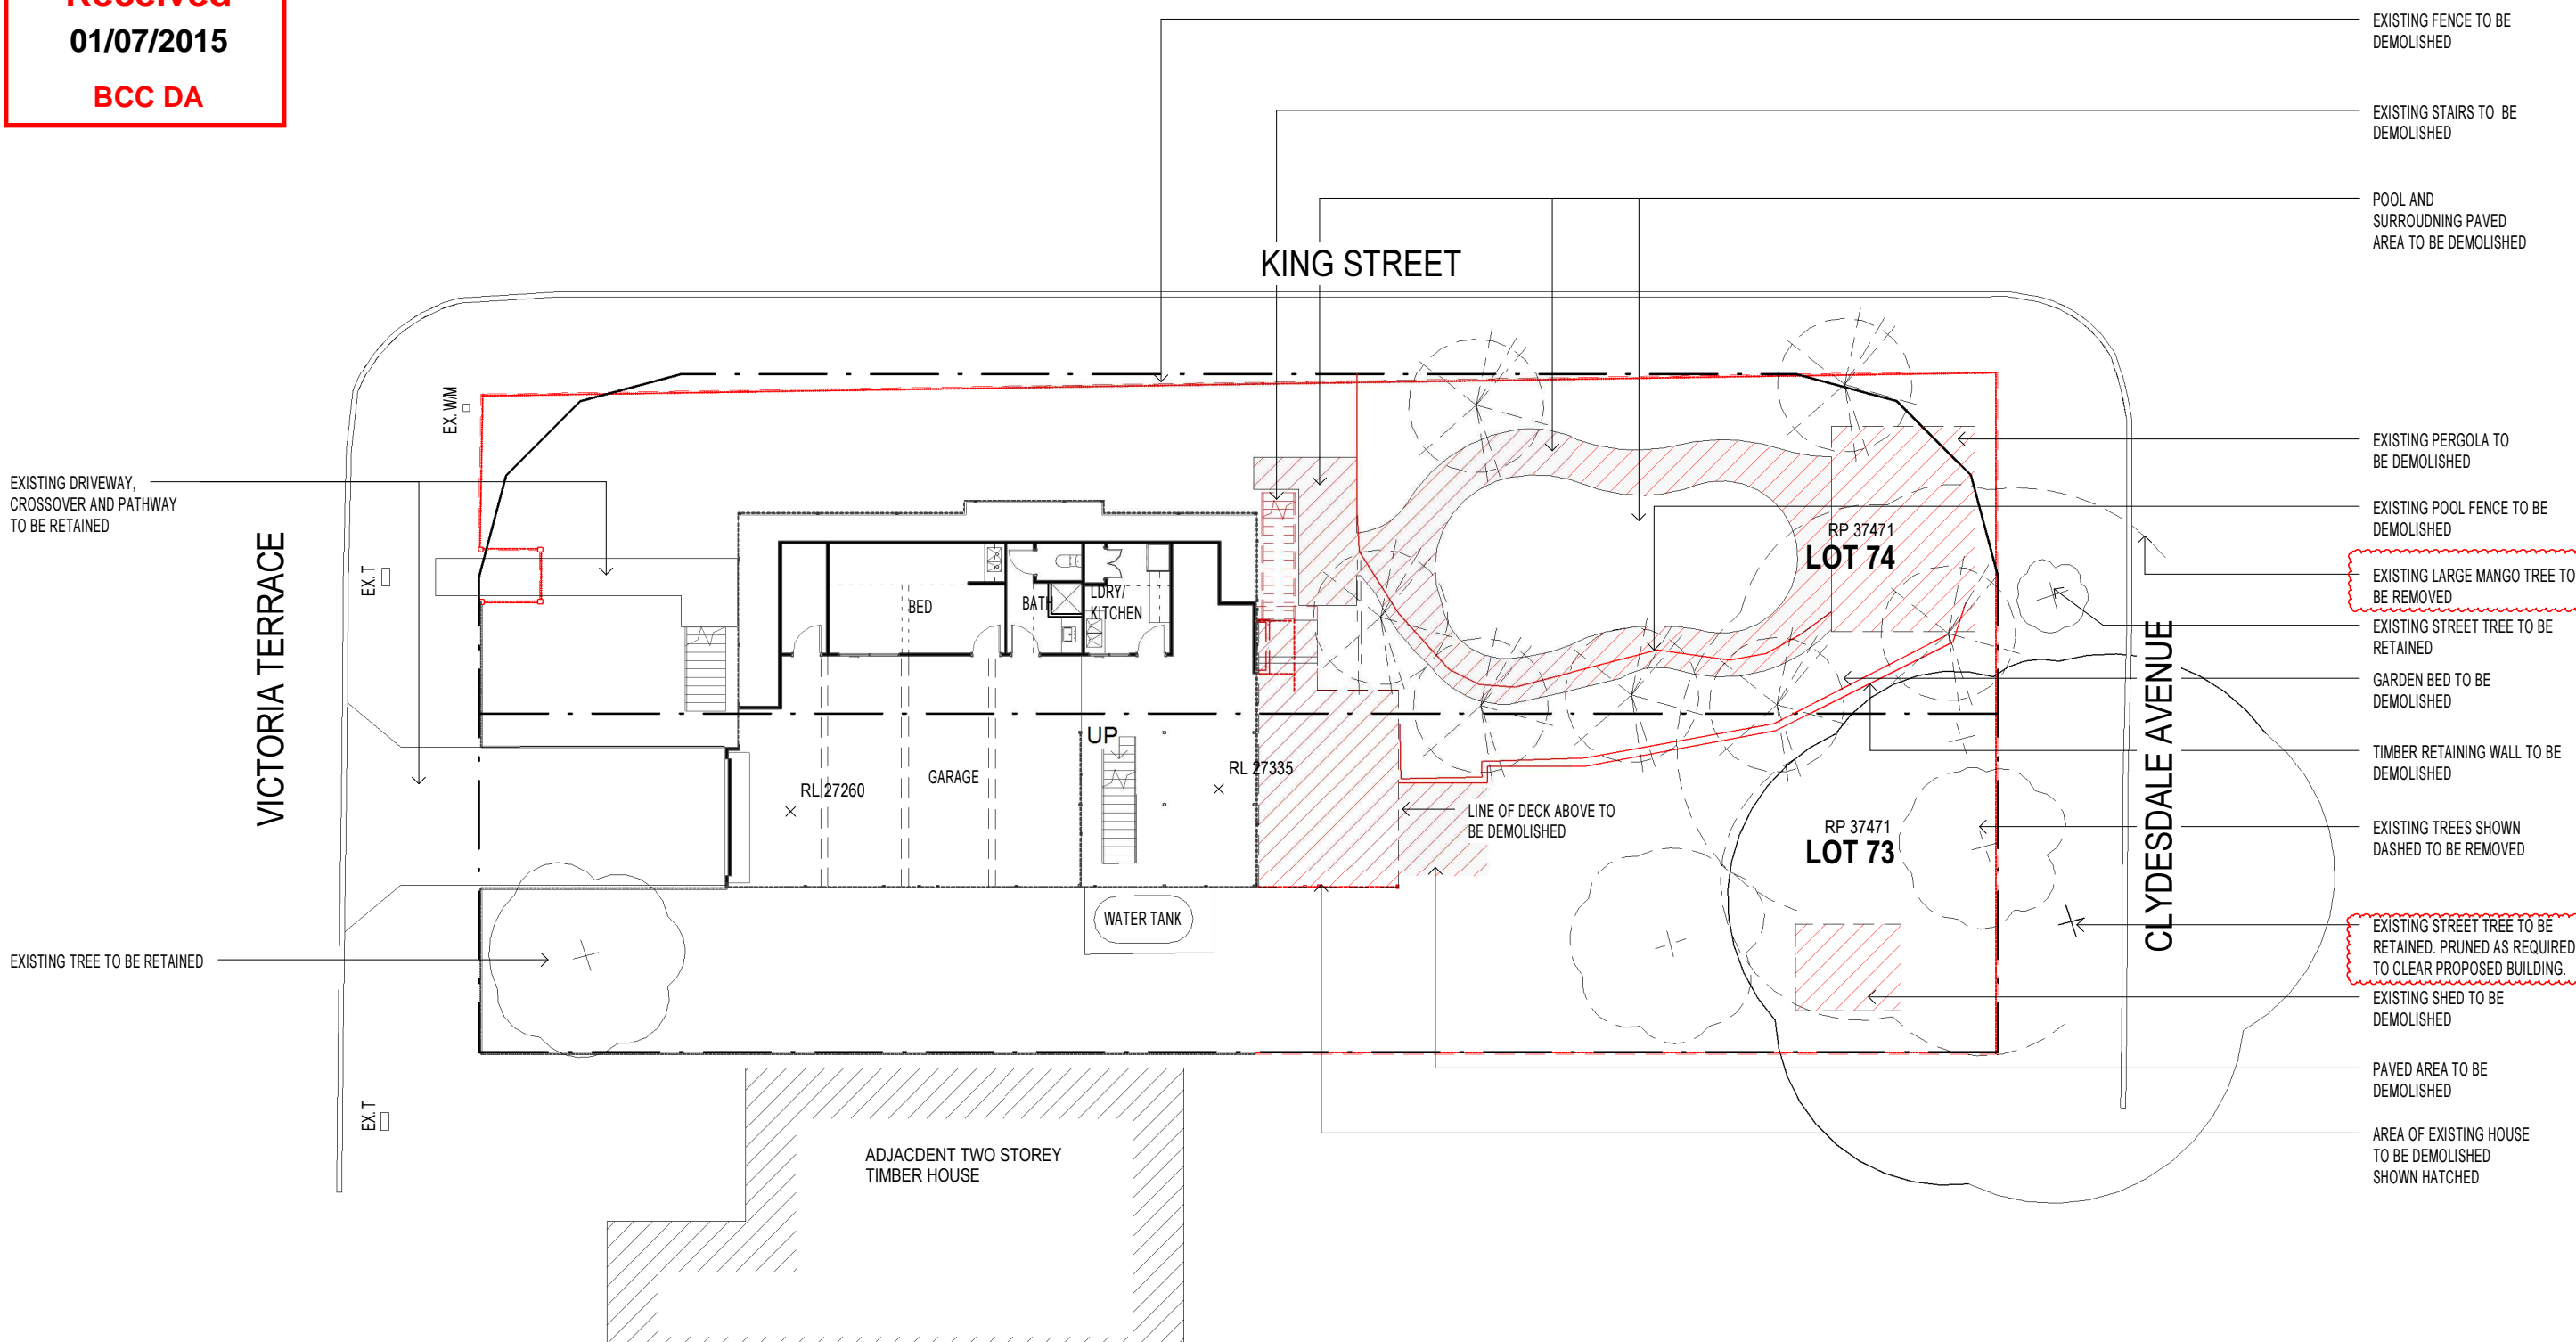 Received
01/07/2015
BCC DA
EXISTING FENCE TO BE
DEMOLISHED
EXISTING STAIRS TO BE
DEMOLISHED
POOL AND
SURROUDNING PAVED
AREA TO BE DEMOLISHED
KING STREET
EX. W/M
EXISTING PERGOLA TO
BE DEMOLISHED
EXISTING DRIVEWAY,
CROSSOVER AND PATHWAY
TO BE RETAINED
EXISTING POOL FENCE TO BE
DEMOLISHED
RP 37471
LOT 74
VICTORIA TERRACE
EX.T
EXISTING LARGE MANGO TREE TO
BE REMOVED
BED
BATH
LDRY/
KITCHEN
EXISTING STREET TREE TO BE
RETAINED
GARDEN BED TO BE
DEMOLISHED
CLYDESDALE AVENUE
UP
TIMBER RETAINING WALL TO BE
DEMOLISHED
RL 27260
GARAGE
RL 27335
LINE OF DECK ABOVE TO
BE DEMOLISHED
RP 37471
LOT 73
EXISTING TREES SHOWN
DASHED TO BE REMOVED
WATER TANK
EXISTING STREET TREE TO BE
RETAINED. PRUNED AS REQUIRED
TO CLEAR PROPOSED BUILDING.
EXISTING TREE TO BE RETAINED
EXISTING SHED TO BE
DEMOLISHED
PAVED AREA TO BE
DEMOLISHED
EX.T
AREA OF EXISTING HOUSE
TO BE DEMOLISHED
SHOWN HATCHED
ADJACDENT TWO STOREY
TIMBER HOUSE